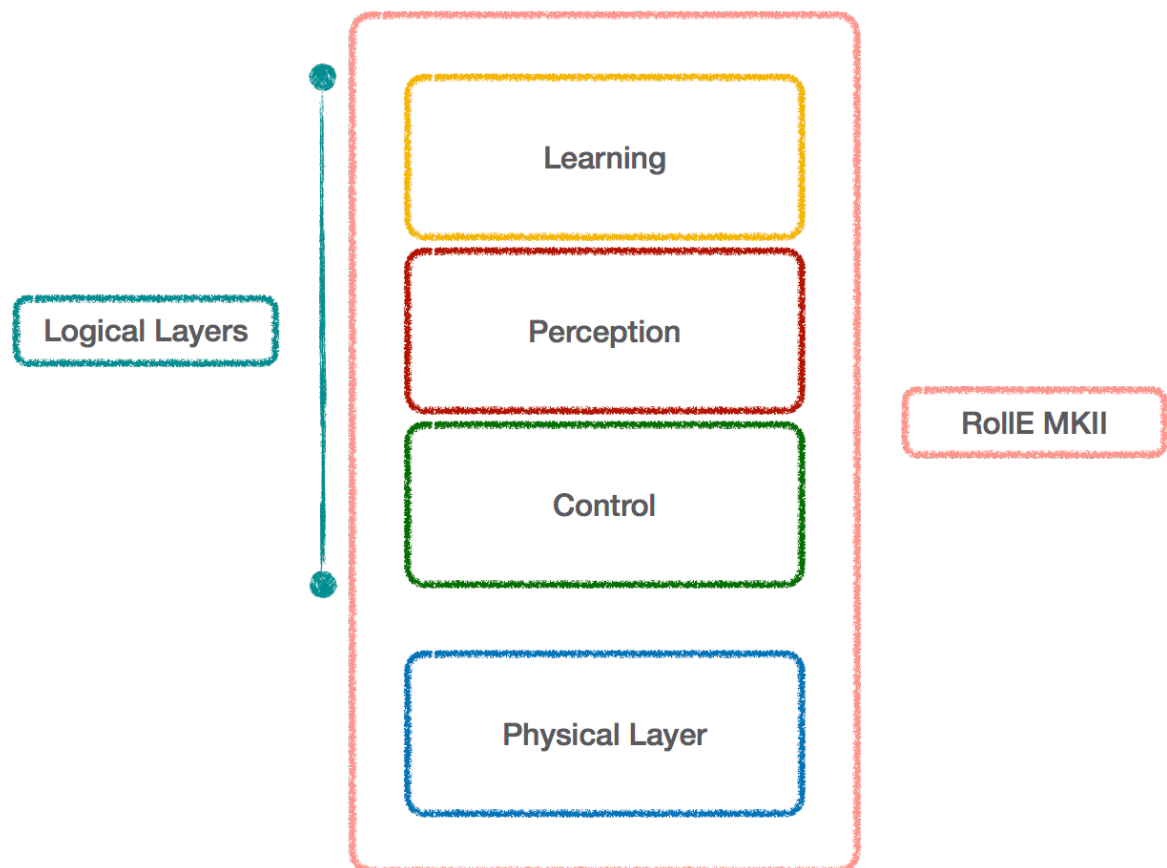 Learning
Logical Layers
Perception
RollE MKII
Control
Physical Layer